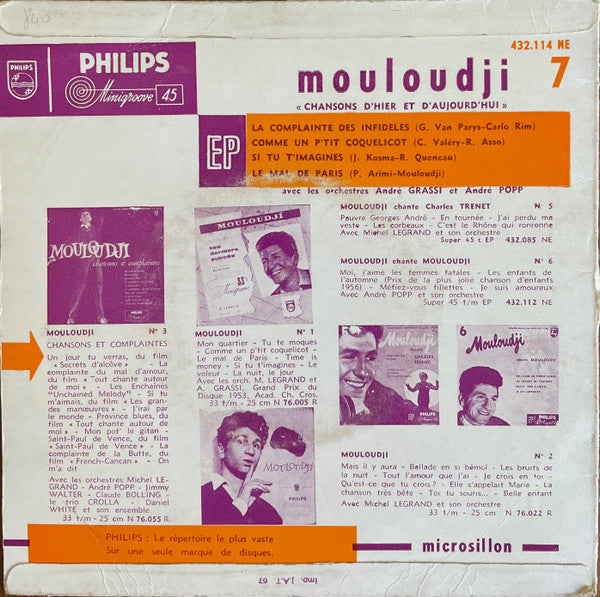 840
432.114 NE
PHILIPS
PHILIPS
Minigroove 45
mouloudji 7
« CHANSONS D'HIER ET D'AUJOURD'HUI »
EP
LA COMPLAINTE DES INFIDELES (G. Van Parys-Carlo Rim)
COMME UN P'TIT COQUELICOT (C. Valéry-R. Asso)
SI TU T'IMAGINES (J. Kosma-R. Queneau)
LE MAL DE PARIS (P. Arimi-Mouloudji)
avec les orchestres André GRASSI et André POPP
MOULOUDJI
chansons et complaintes
MOULOUDJI N° 3
CHANSONS ET COMPLAINTES
Un jour tu verras, du film
« Secrets d'alcôve » - La
complainte du mal d'amour,
du film « Tout chante autour
de moi » - Les Enchaînés
"Unchained Melody" - Si tu
m'aimais, du film « Les gran-
des manœuvres » - J'irai par
le monde - Province blues, du
film « Tout chante autour de
moi » - Mon pot' le gitan -
Saint-Paul de Vence, du film
« Saint-Paul de Vence » - La
complainte de la Butte, du
film « French-Cancan » - On
m'a dit
Avec les orchestres Michel LE-
GRAND - André POPP - Jimmy
WALTER - Claude BOLLING -
le trio CROLLA - Daniel
WHITE et son ensemble
33 t/m - 25 cm N 76.055 R
MOULOUDJI
ses
derniers
succès
33
Minigroove
MOULOUDJI N° 1
Mon quartier - Tu te moques
- Comme un p'tit coquelicot -
Le mal de Paris - Time is
money - Si tu t'imagines - Le
voleur - La nuit, le jour
Avec les orch. M. LEGRAND et
A. GRASSI, Grand Prix du
Disque 1953, Acad. Ch. Cros.
33 t/m - 25 cm N 76.005 R
MOULOUDJI
PHILIPS
MOULOUDJI chante Charles TRENET N° 5
Pauvre Georges André - En tournée - J'ai perdu ma
veste - Les corbeaux - C'est le Rhône qui ronronne
Avec Michel LEGRAND et son orchestre
Super 45 t EP 432.085 NE
MOULOUDJI chante MOULOUDJI N° 6
Moi, j'aime les femmes fatales - Les enfants de
l'automne (Prix de la plus jolie chanson d'enfants
1956) - Méfiez-vous fillettes - Je suis amoureux
Avec André POPP et son orchestre
Super 45 t/m EP 432.112 NE
Mouloudji
CHARLES
TRENET
PHILIPS
6
Mouloudji
chante MOULOUDJI
PHILIPS
MOULOUDJI N° 2
Mais il y aura - Ballade en si bémol - Les bruits de
la nuit - Tout l'amour que j'ai - Je crois en toi -
Qu'est-ce que tu crois ? - Elle s'appelait Marie - La
chanson très bête - Toi tu souris... - Belle enfant
Avec Michel LEGRAND et son orchestre
33 t/m - 25 cm N 76.022 R
PHILIPS : Le répertoire le plus vaste
Sur une seule marque de disques.
microsillon
Imp. J.A.T. 67